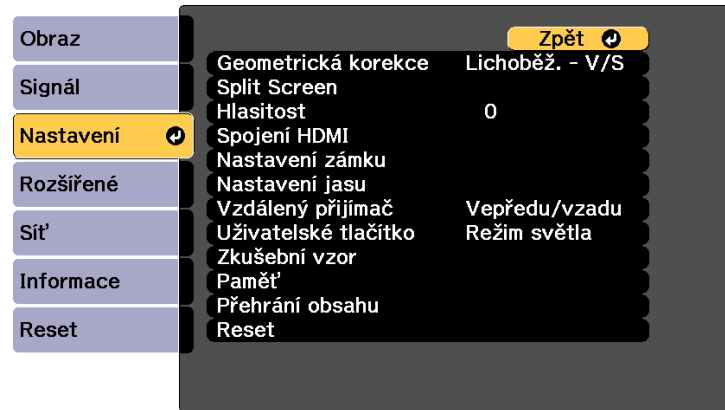 Obraz
Signál
Nastavení
Rozšířené
Síť
Informace
Reset
Zpět
Geometrická korekce Lichoběž. - V/S
Split Screen
Hlasitost 0
Spojení HDMI
Nastavení zámku
Nastavení jasu
Vzdálený přijímač Vepředu/vzadu
Uživatelské tlačítko Režim světla
Zkušební vzor
Paměť
Přehrání obsahu
Reset